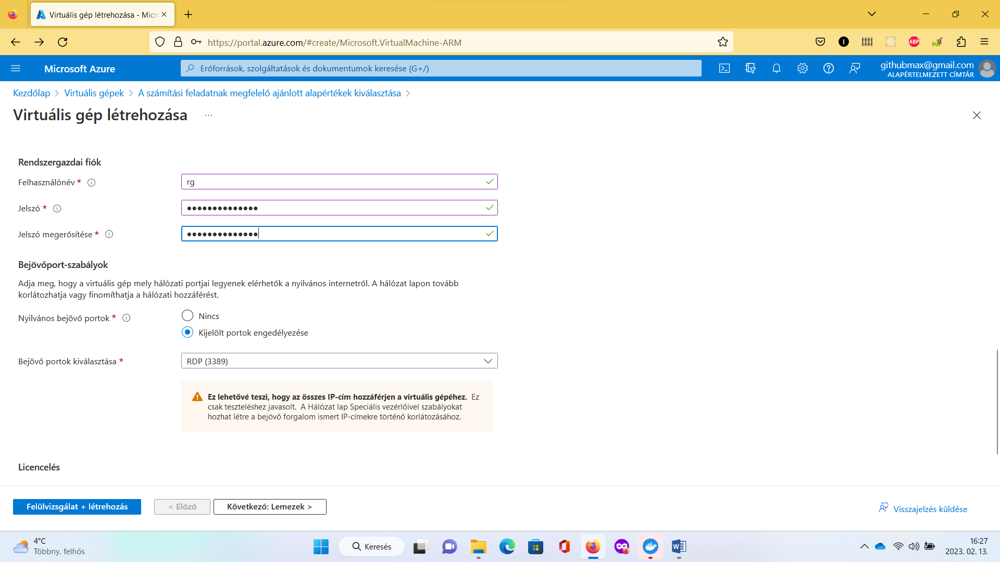 Virtuális gép létrehozása - Micr
https://portal.azure.com/#create/Microsoft.VirtualMachine-ARM
ABP
Microsoft Azure
Erőforrások, szolgáltatások és dokumentumok keresése (G+/)
githubmax@gmail.com
ALAPÉRTELMEZETT CÍMTÁR
Kezdőlap > Virtuális gépek > A számítási feladatnak megfelelő ajánlott alapértékek kiválasztása >
Virtuális gép létrehozása ...
Rendszergazdai fiók
Felhasználónév *
rg
Jelszó *
●●●●●●●●●●●●●●
Jelszó megerősítése *
●●●●●●●●●●●●●●
Bejövőport-szabályok
Adja meg, hogy a virtuális gép mely hálózati portjai legyenek elérhetők a nyilvános internetről. A hálózat lapon tovább
korlátozhatja vagy finomíthatja a hálózati hozzáférést.
Nyilvános bejövő portok *
Nincs
Kijelölt portok engedélyezése
Bejövő portok kiválasztása *
RDP (3389)
Ez lehetővé teszi, hogy az összes IP-cím hozzáférjen a virtuális gépéhez. Ez
csak teszteléshez javasolt. A Hálózat lap Speciális vezérlőivel szabályokat
hozhat létre a bejövő forgalom ismert IP-címekre történő korlátozásához.
Licencelés
Felülvizsgálat + létrehozás
< Előző
Következő: Lemezek >
Visszajelzés küldése
4°C
Többny. felhős
Keresés
16:27
2023. 02. 13.